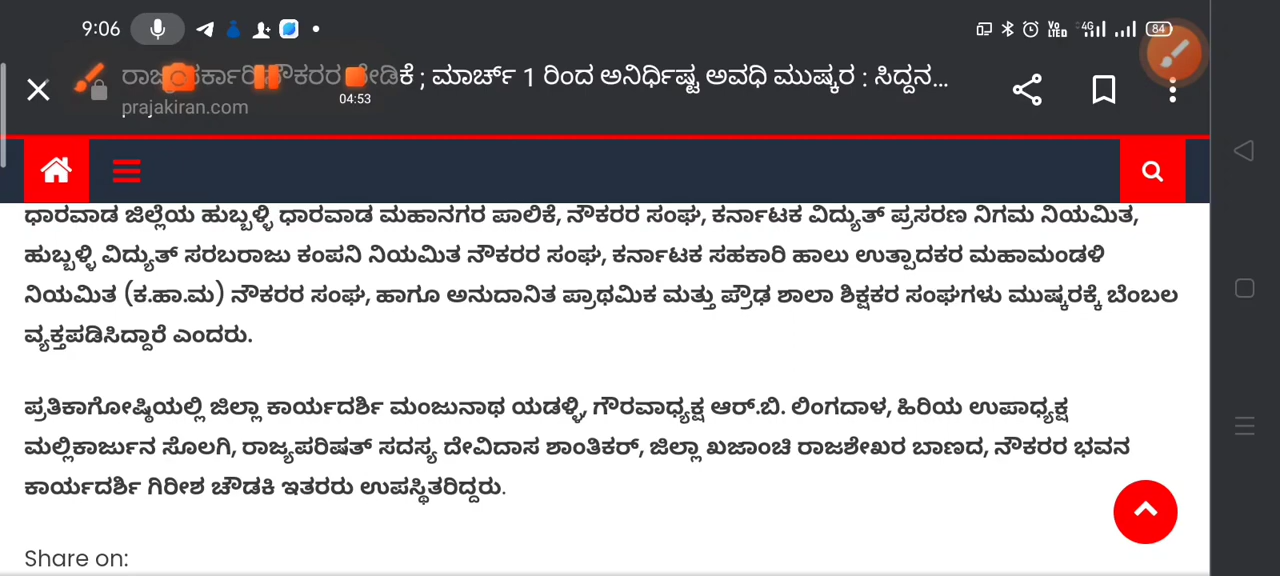 9:06
84
ನೌಕರರ ಬೇಡಿಕೆ ; ಮಾರ್ಚ್ 1 ರಿಂದ ಅನಿರ್ಧಿಷ್ಟ ಅವಧಿ ಮುಷ್ಕರ : ಸಿದ್ದನ...
04:53
prajakiran.com
ಧಾರವಾಡ ಜಿಲ್ಲೆಯ ಹುಬ್ಬಳ್ಳಿ ಧಾರವಾಡ ಮಹಾನಗರ ಪಾಲಿಕೆ, ನೌಕರರ ಸಂಘ, ಕರ್ನಾಟಕ ವಿದ್ಯುತ್ ಪ್ರಸರಣ ನಿಗಮ ನಿಯಮಿತ,
ಹುಬ್ಬಳ್ಳಿ ವಿದ್ಯುತ್ ಸರಬರಾಜು ಕಂಪನಿ ನಿಯಮಿತ ನೌಕರರ ಸಂಘ, ಕರ್ನಾಟಕ ಸಹಕಾರಿ ಹಾಲು ಉತ್ಪಾದಕರ ಮಹಾಮಂಡಳಿ
ನಿಯಮಿತ (ಕ.ಹಾ.ಮ) ನೌಕರರ ಸಂಘ, ಹಾಗೂ ಅನುದಾನಿತ ಪ್ರಾಥಮಿಕ ಮತ್ತು ಪ್ರೌಢ ಶಾಲಾ ಶಿಕ್ಷಕರ ಸಂಘಗಳು ಮುಷ್ಕರಕ್ಕೆ ಬೆಂಬಲ
ವ್ಯಕ್ತಪಡಿಸಿದ್ದಾರೆ ಎಂದರು.
ಪ್ರತಿಕಾಗೋಷ್ಠಿಯಲ್ಲಿ ಜಿಲ್ಲಾ ಕಾರ್ಯದರ್ಶಿ ಮಂಜುನಾಥ ಯಡಳ್ಳಿ, ಗೌರವಾಧ್ಯಕ್ಷ ಆರ್.ಬಿ. ಲಿಂಗದಾಳ, ಹಿರಿಯ ಉಪಾಧ್ಯಕ್ಷ
ಮಲ್ಲಿಕಾರ್ಜುನ ಸೊಲಗಿ, ರಾಜ್ಯಪರಿಷತ್ ಸದಸ್ಯ ದೇವಿದಾಸ ಶಾಂತಿಕರ್, ಜಿಲ್ಲಾ ಖಜಾಂಚಿ ರಾಜಶೇಖರ ಬಾಣದ, ನೌಕರರ ಭವನ
ಕಾರ್ಯದರ್ಶಿ ಗಿರೀಶ ಚೌಡಕಿ ಇತರರು ಉಪಸ್ಥಿತರಿದ್ದರು.
Share on: